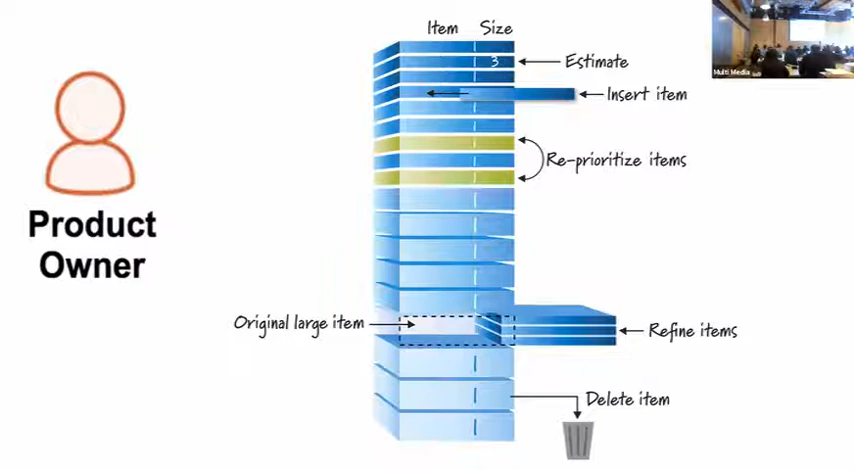 Item Size
3
Estimate
Insert item
Re-prioritize items
Product
Owner
Original large item
Refine items
Delete item
Multi Media